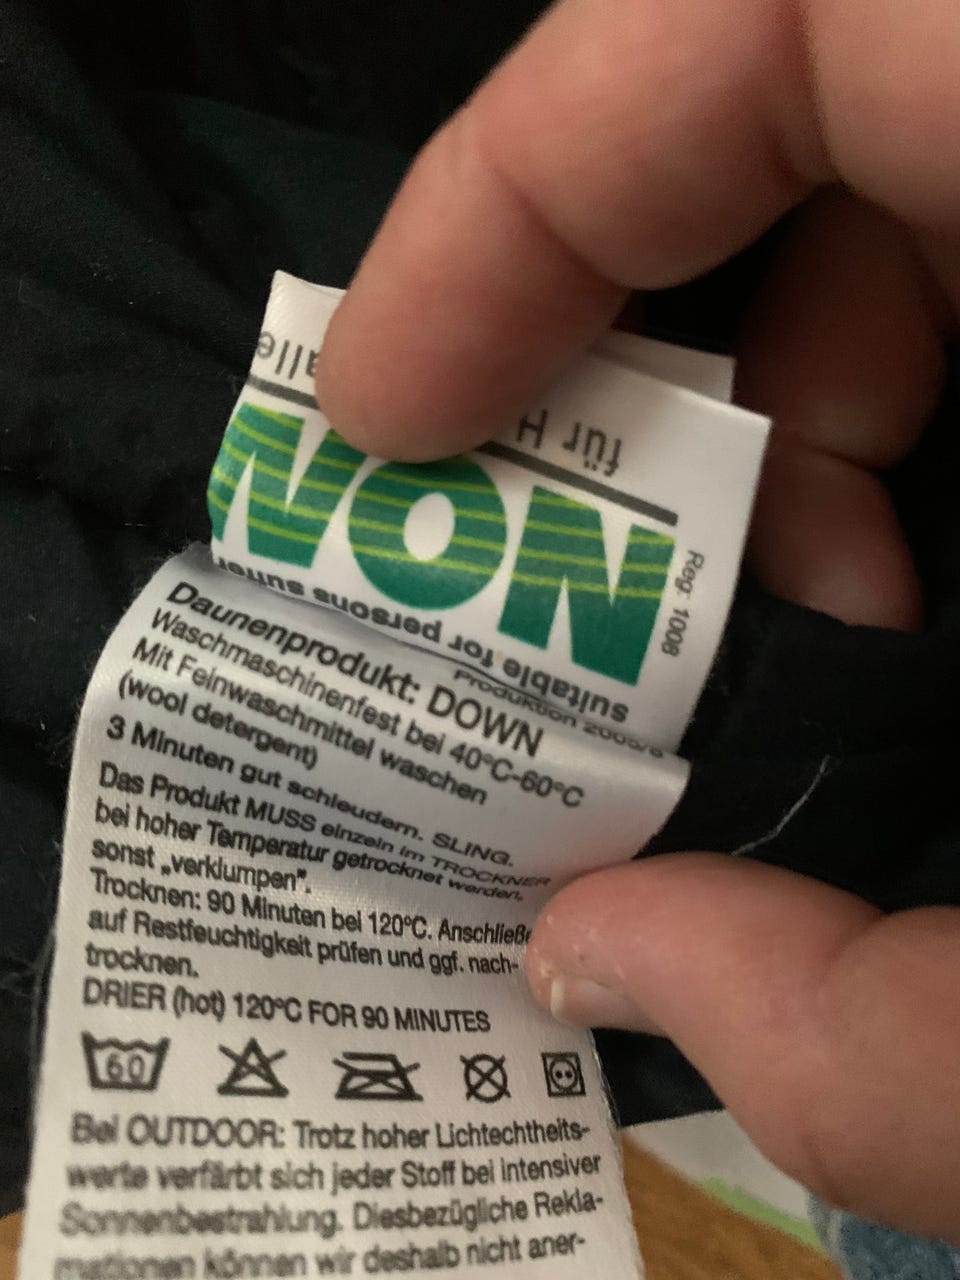 für H alle
NON
suitable for persons suffer
Reg. 1008
Produktion
Daunenprodukt: DOWN
Waschmaschinenfest bei 40°C-60°C
Mit Feinwaschmittel waschen
(wool detergent)
3 Minuten gut schleudern. SLING.
Das Produkt MUSS einzeln im TROCKNER
bei hoher Temperatur getrocknet werden,
sonst „verklumpen".
Trocknen: 90 Minuten bei 120°C. Anschließe
auf Restfeuchtigkeit prüfen und ggf. nach-
trocknen.
DRIER (hot) 120°C FOR 90 MINUTES
60
Bei OUTDOOR: Trotz hoher Lichtechtheits-
werte verfärbt sich jeder Stoff bei intensiver
Sonnenbestrahlung. Diesbezügliche Rekla-
mationen können wir deshalb nicht aner-